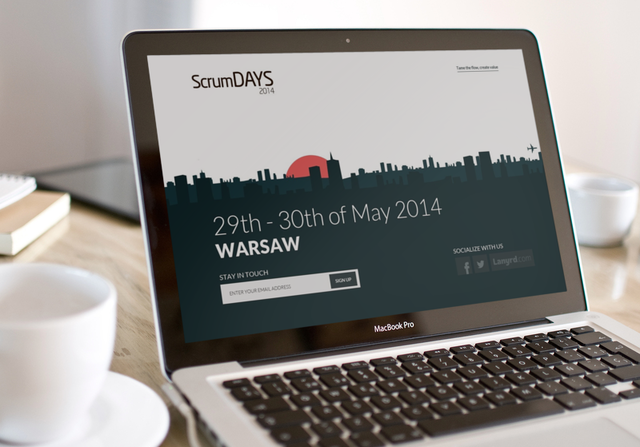 ScrumDAYS
2014
Tame the flow, create value
29th - 30th of May 2014
WARSAW
STAY IN TOUCH
ENTER YOUR EMAIL ADDRESS
SIGN UP
SOCIALIZE WITH US
Lanyrd.com
MacBook Pro